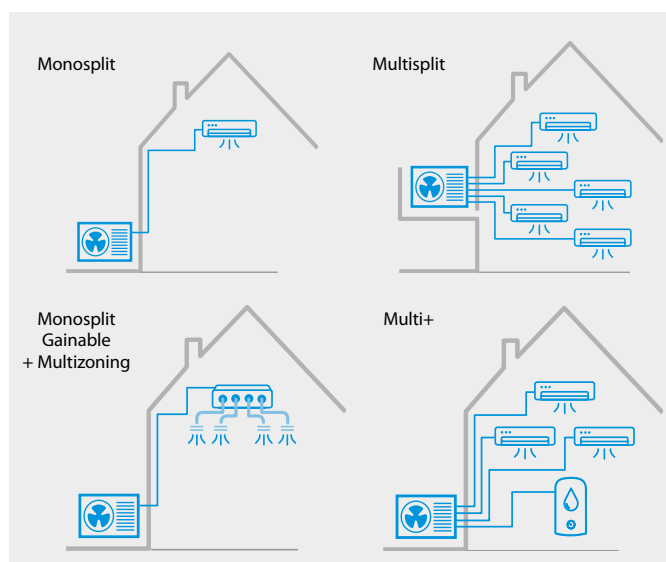 Monosplit
Multisplit
Monosplit
Gainable
+ Multizoning
Multi+